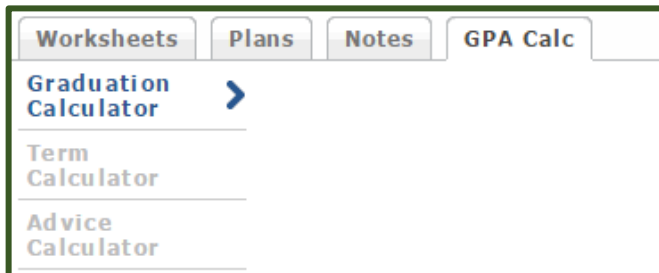 Worksheets Plans Notes GPA Calc
Graduation
Calculator
Term
Calculator
Advice
Calculator